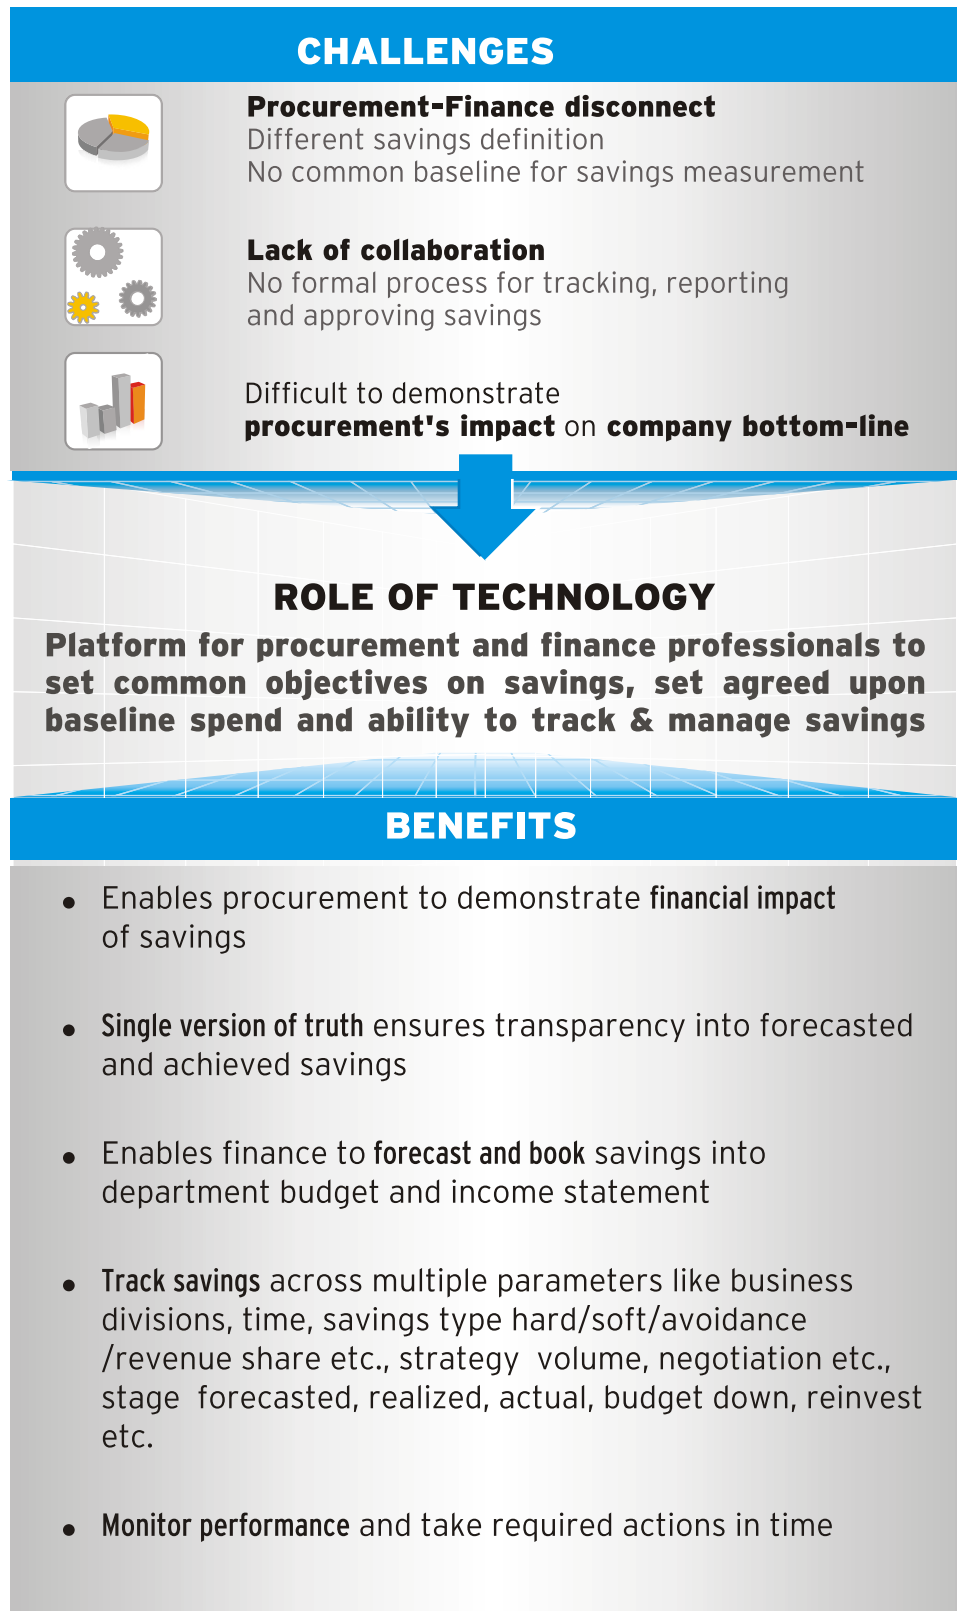 CHALLENGES
Procurement-Finance disconnect
Different savings definition
No common baseline for savings measurement
Lack of collaboration
No formal process for tracking, reporting
and approving savings
Difficult to demonstrate
procurement's impact on company bottom-line
ROLE OF TECHNOLOGY
Platform for procurement and finance professionals to
set common objectives on savings, set agreed upon
baseline spend and ability to track & manage savings
BENEFITS
• Enables procurement to demonstrate financial impact
of savings
• Single version of truth ensures transparency into forecasted
and achieved savings
• Enables finance to forecast and book savings into
department budget and income statement
• Track savings across multiple parameters like business
divisions, time, savings type hard/soft/avoidance
/revenue share etc., strategy  volume, negotiation etc.,
stage  forecasted, realized, actual, budget down, reinvest
etc.
• Monitor performance and take required actions in time